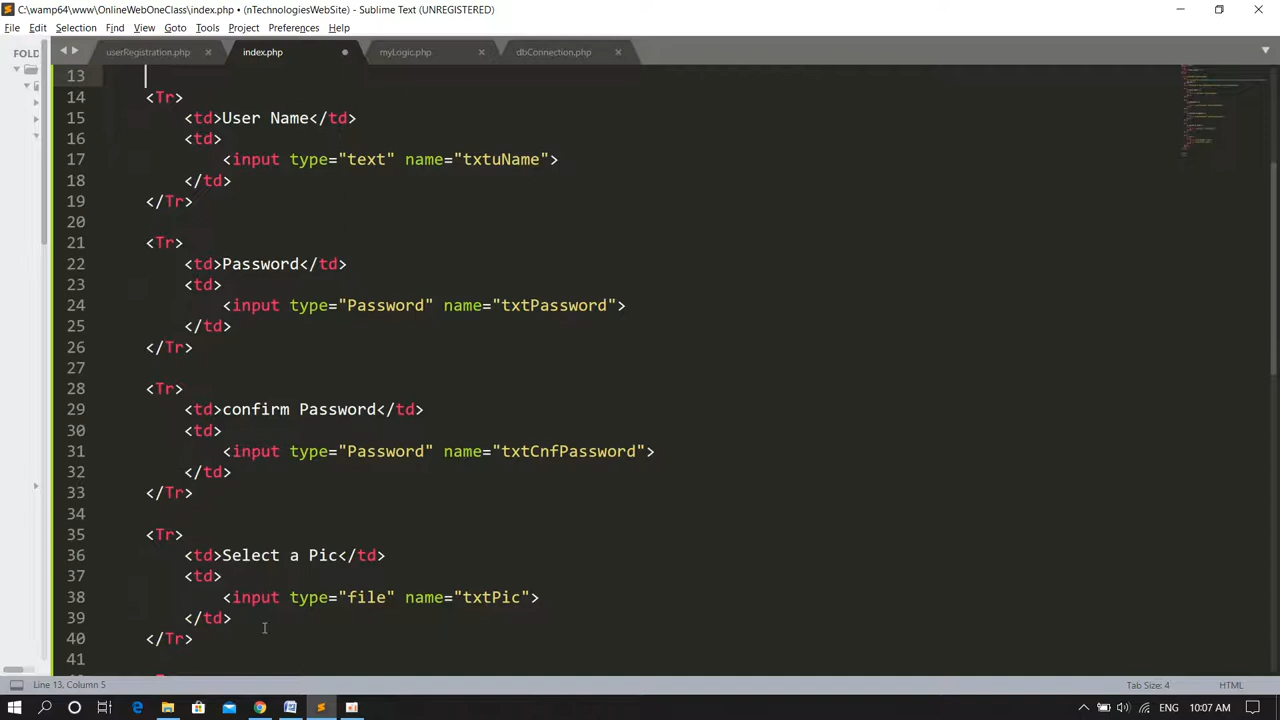 C:\wamp64\www\OnlineWebOneClass\index.php • (nTechnologiesWebSite) - Sublime Text (UNREGISTERED)
File Edit Selection Find View Goto Tools Project Preferences Help
FOLD
userRegistration.php index.php myLogic.php dbConnection.php
13
14 <Tr>
15 <td>User Name</td>
16 <td>
17 <input type="text" name="txtuName">
18 </td>
19 </Tr>
20
21 <Tr>
22 <td>Password</td>
23 <td>
24 <input type="Password" name="txtPassword">
25 </td>
26 </Tr>
27
28 <Tr>
29 <td>confirm Password</td>
30 <td>
31 <input type="Password" name="txtCnfPassword">
32 </td>
33 </Tr>
34
35 <Tr>
36 <td>Select a Pic</td>
37 <td>
38 <input type="file" name="txtPic">
39 </td>
40 </Tr>
41
Line 13, Column 5 Tab Size: 4 HTML
ENG 10:07 AM